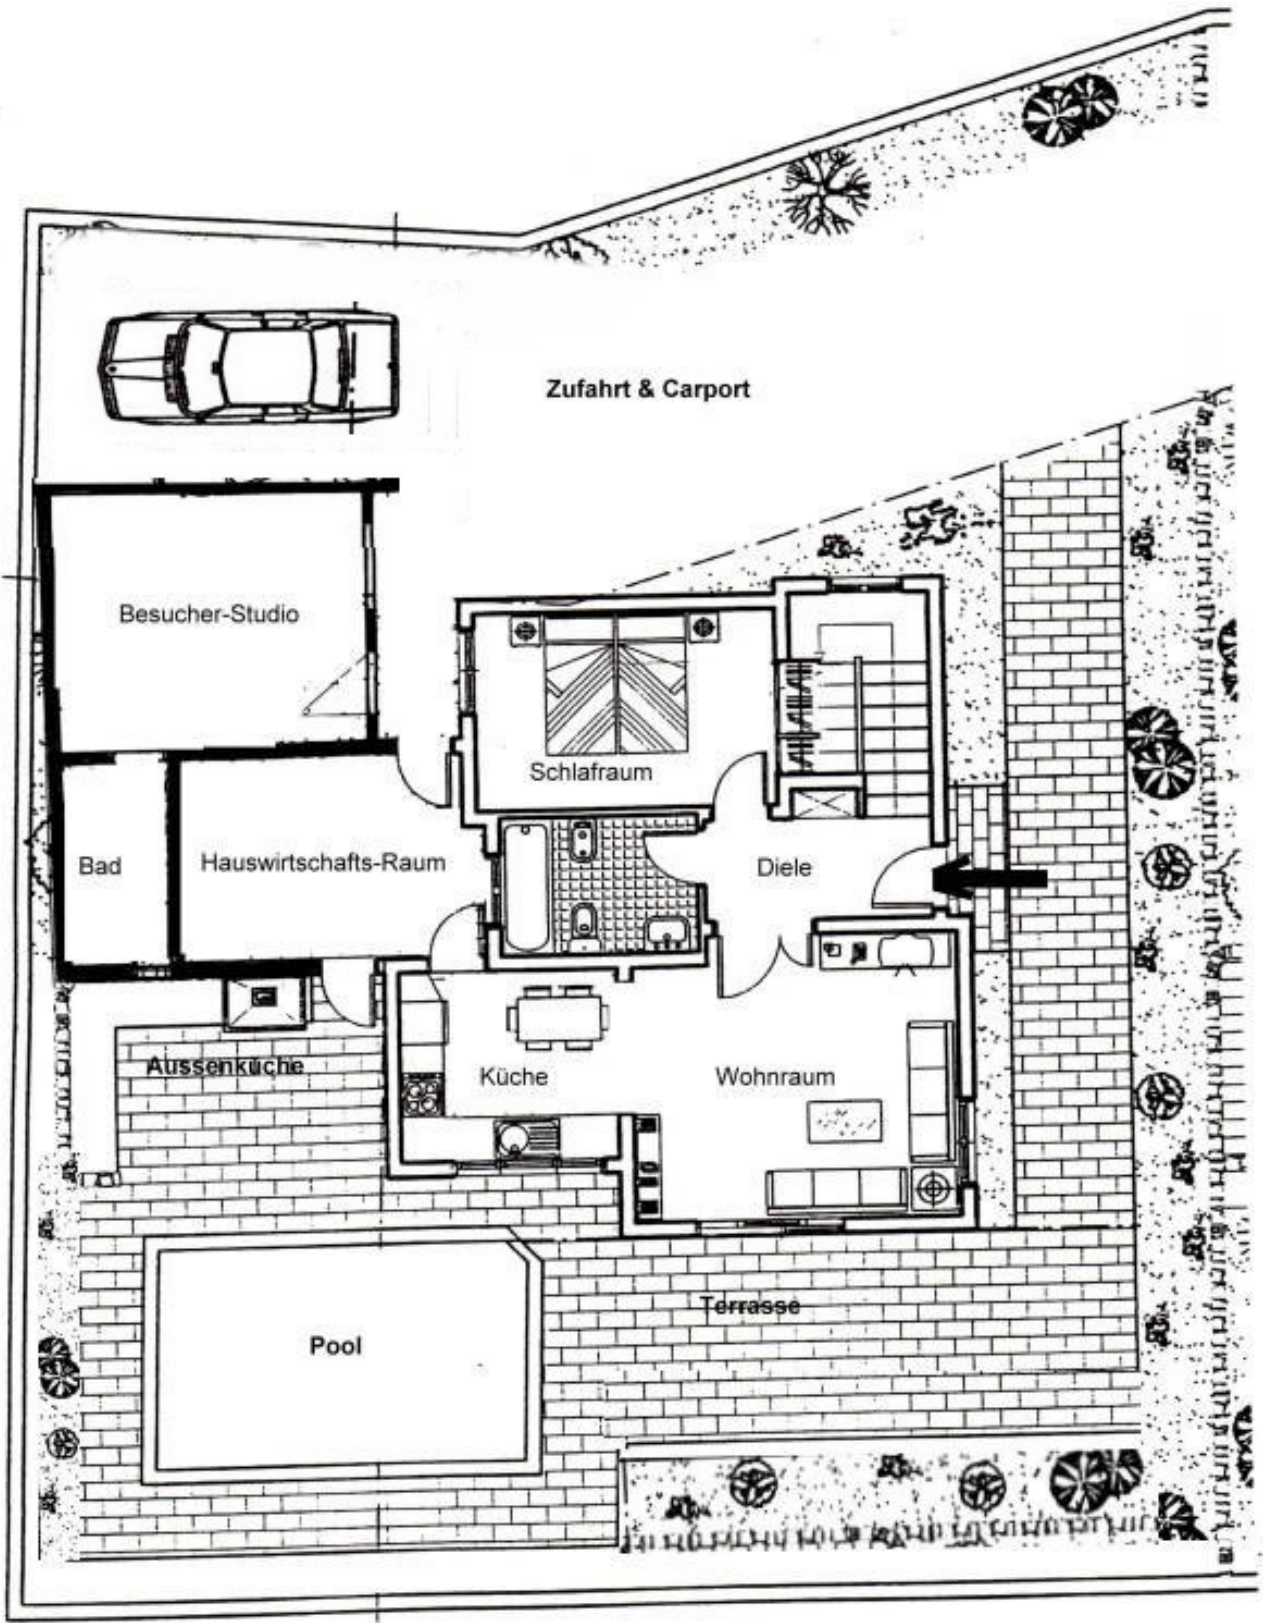 Zufahrt & Carport
Besucher-Studio
Schlafraum
Bad
Hauswirtschafts-Raum
Diele
Aussenküche
Küche
Wohnraum
Terrasse
Pool